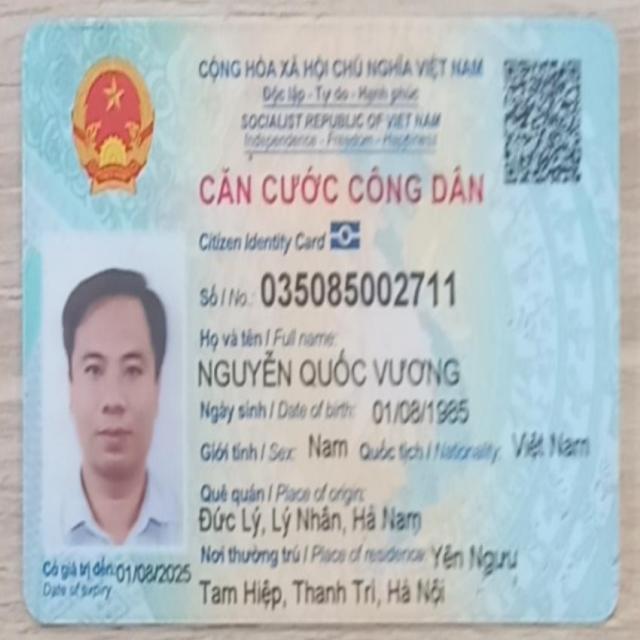 CỘNG HÒA XÃ HỘI CHỦ NGHĨA VIỆT NAM
Độc lập - Tự do - Hạnh phúc
SOCIALIST REPUBLIC OF VIET NAM
Independence - Freedom - Happiness
CĂN CƯỚC CÔNG DÂN
Citizen Identity Card
Số / No.: 035085002711
Họ và tên / Full name:
NGUYỄN QUỐC VƯƠNG
Ngày sinh / Date of birth: 01/08/1985
Giới tính / Sex: Nam Quốc tịch / Nationality: Việt Nam
Quê quán / Place of origin:
Đức Lý, Lý Nhân, Hà Nam
Nơi thường trú / Place of residence: Yên Ngưu
Tam Hiệp, Thanh Trì, Hà Nội
Có giá trị đến: 01/08/2025
Date of expiry